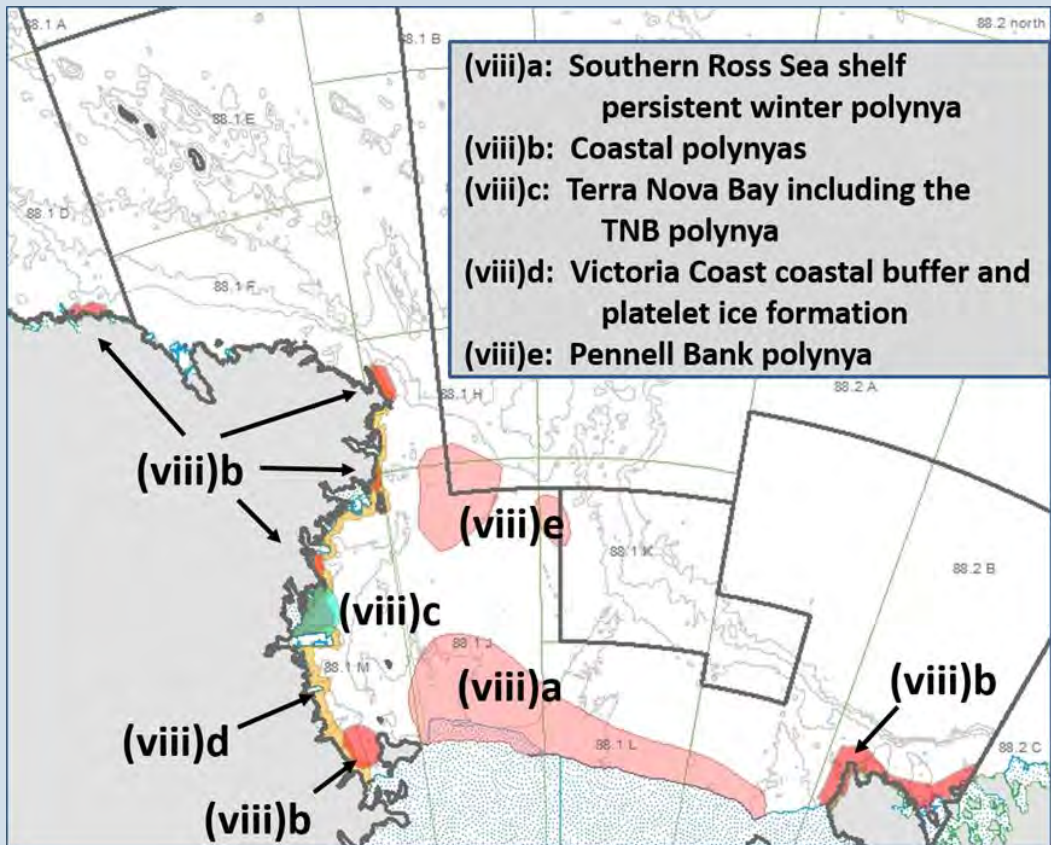 88.1 A
88.1 B
88.2 north
(viii)a: Southern Ross Sea shelf
persistent winter polynya
(viii)b: Coastal polynyas
(viii)c: Terra Nova Bay including the
TNB polynya
(viii)d: Victoria Coast coastal buffer and
platelet ice formation
(viii)e: Pennell Bank polynya
88.1 E
88.1 D
88.1 F
88.1 H
88.2 A
(viii)b
(viii)e
88.1 K
88.2 B
(viii)c
88.1 J
88.1 M
(viii)a
(viii)b
(viii)d
88.1 L
88.2 C
(viii)b